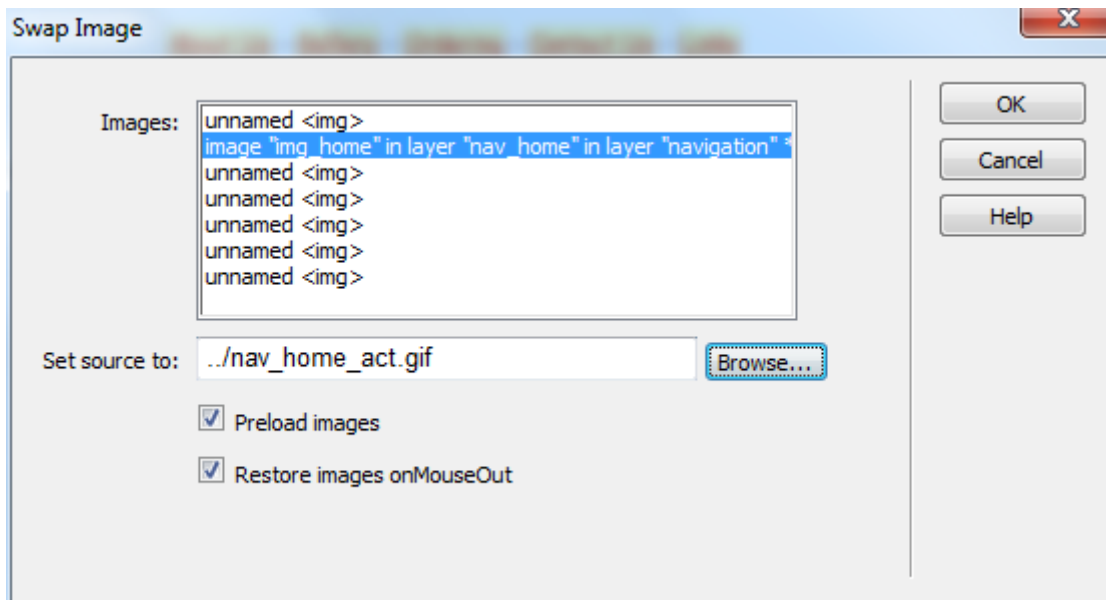 Swap Image
Images:
unnamed <img>
image "img_home" in layer "nav_home" in layer "navigation" *
unnamed <img>
unnamed <img>
unnamed <img>
unnamed <img>
unnamed <img>
Set source to:
../nav_home_act.gif
Browse...
Preload images
Restore images onMouseOut
OK
Cancel
Help